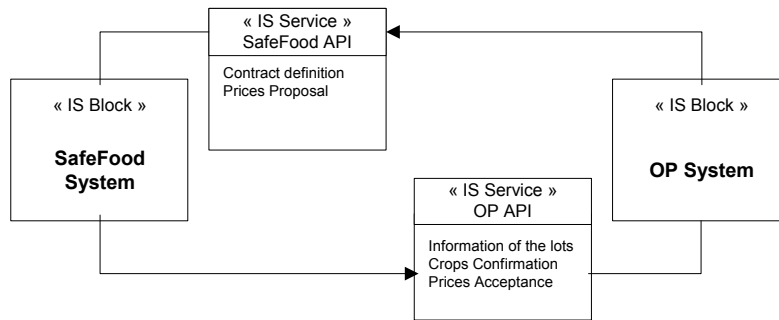 « IS Service »
SafeFood API
Contract definition
Prices Proposal
« IS Block »
SafeFood
System
« IS Block »
OP System
« IS Service »
OP API
Information of the lots
Crops Confirmation
Prices Acceptance